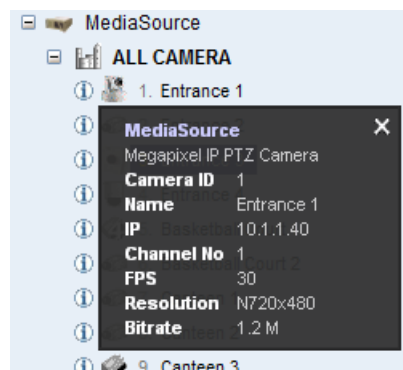 MediaSource
ALL CAMERA
1. Entrance 1
MediaSource
Megapixel IP PTZ Camera
Camera ID 1
Name Entrance 1
IP 10.1.1.40
Channel No 1
FPS 30
Resolution N720x480
Bitrate 1.2 M
9. Canteen 3